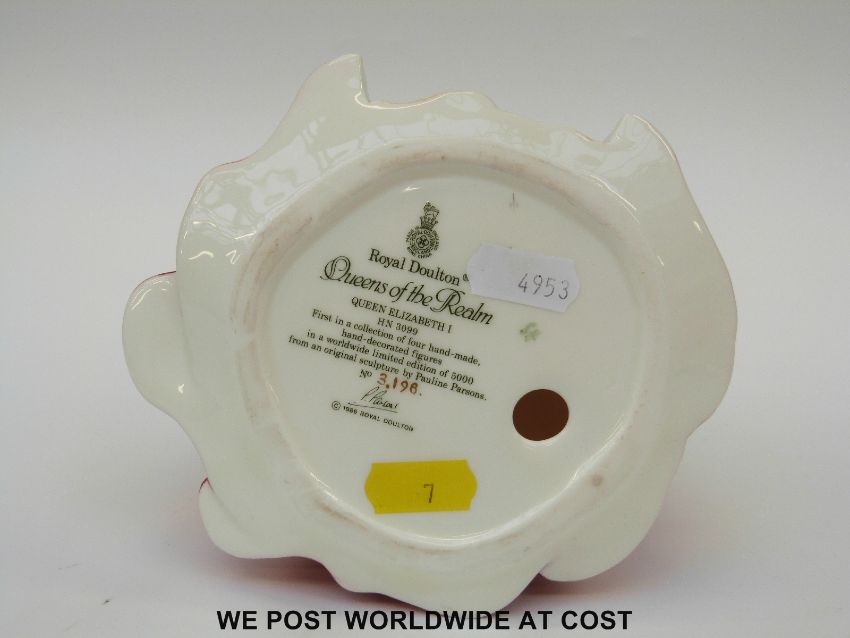 Royal Doulton®
Queens of the Realm
QUEEN ELIZABETH I
HN 3099
First in a collection of four hand-made,
hand-decorated figures
in a worldwide limited edition of 5000
from an original sculpture by Pauline Parsons.
Nº 3,196.
© 1986 ROYAL DOULTON
4953
7
WE POST WORLDWIDE AT COST